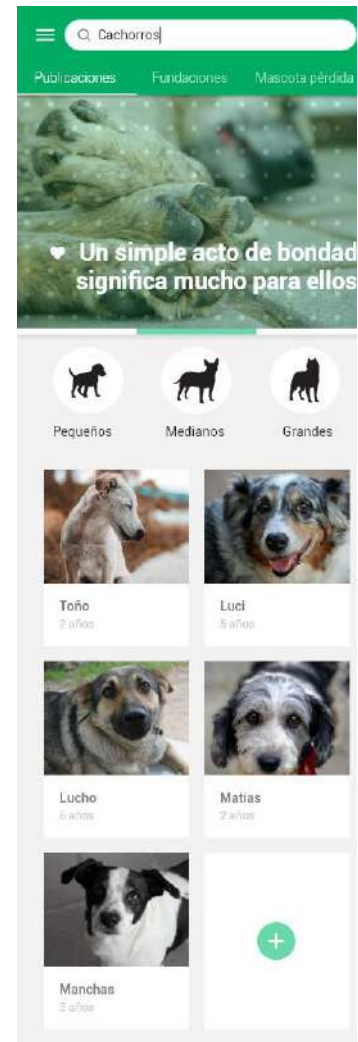 Cachorros
Publicaciones Fundaciones Mascota pérdida
Un simple acto de bondad
significa mucho para ellos
Pequeños Medianos Grandes
Toño Luci
2 años 5 años
Lucho Matias
6 años 2 años
Manchas
3 años